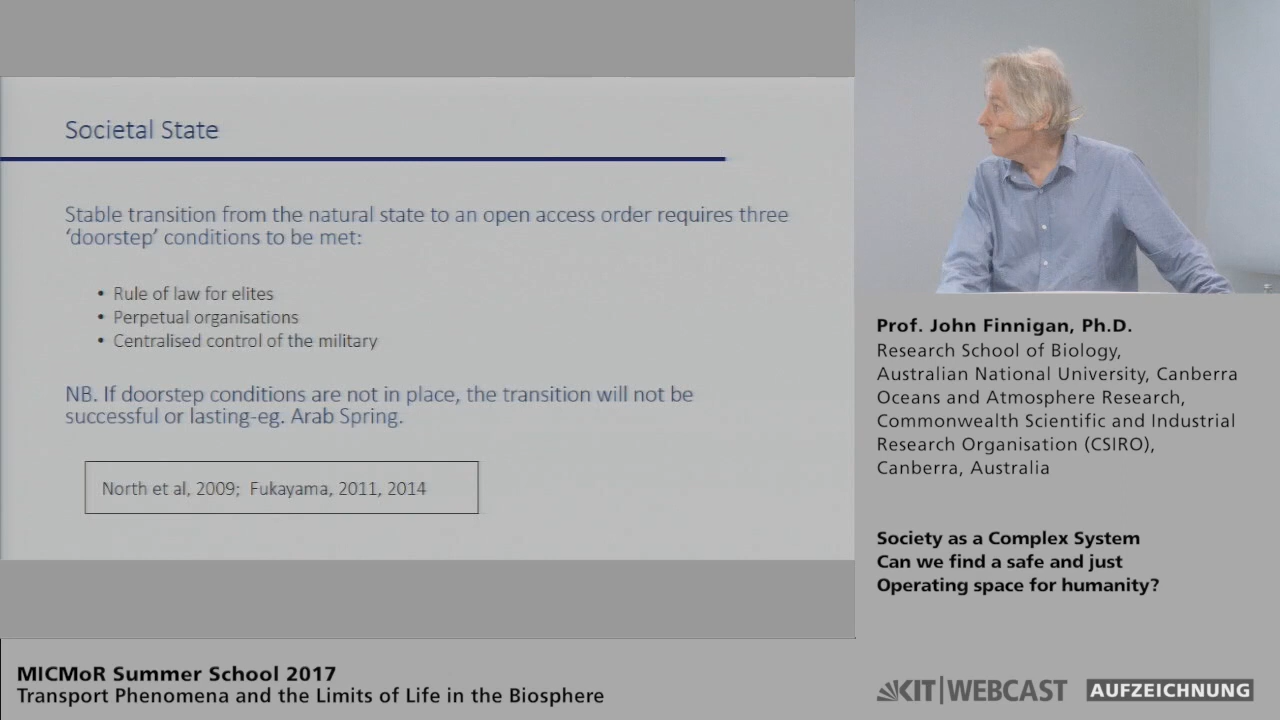 Societal State
Stable transition from the natural state to an open access order requires three
‘doorstep’ conditions to be met:
• Rule of law for elites
• Perpetual organisations
• Centralised control of the military
NB. If doorstep conditions are not in place, the transition will not be
successful or lasting-eg. Arab Spring.
North et al, 2009; Fukayama, 2011, 2014
Prof. John Finnigan, Ph.D.
Research School of Biology,
Australian National University, Canberra
Oceans and Atmosphere Research,
Commonwealth Scientific and Industrial
Research Organisation (CSIRO),
Canberra, Australia
Society as a Complex System
Can we find a safe and just
Operating space for humanity?
MICMoR Summer School 2017
Transport Phenomena and the Limits of Life in the Biosphere
KIT|WEBCAST AUFZEICHNUNG